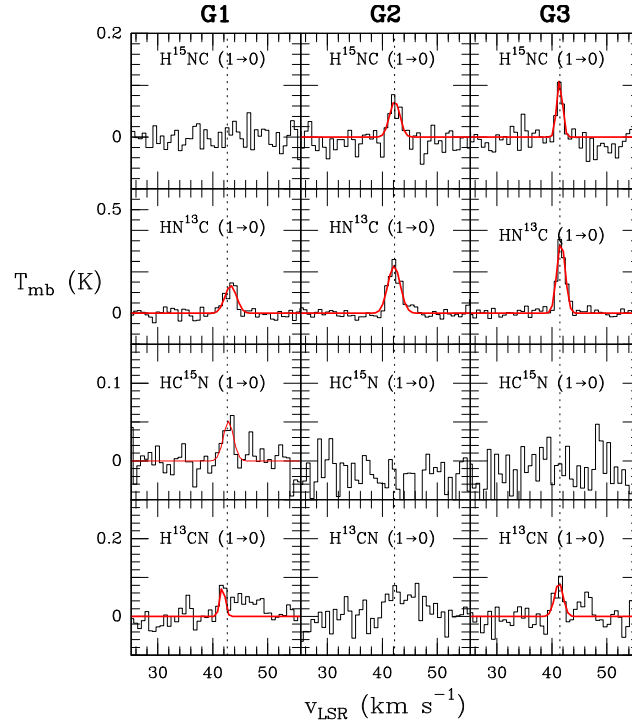 G1 G2 G3
0.2
H¹⁵NC (1→0) H¹⁵NC (1→0) H¹⁵NC (1→0)
0
0.5
HN¹³C (1→0) HN¹³C (1→0) HN¹³C (1→0)
T_mb (K)
0
HC¹⁵N (1→0) HC¹⁵N (1→0) HC¹⁵N (1→0)
0.1
0
H¹³CN (1→0) H¹³CN (1→0) H¹³CN (1→0)
0.2
0
30 40 50 30 40 50 30 40 50
v_LSR (km s⁻¹)